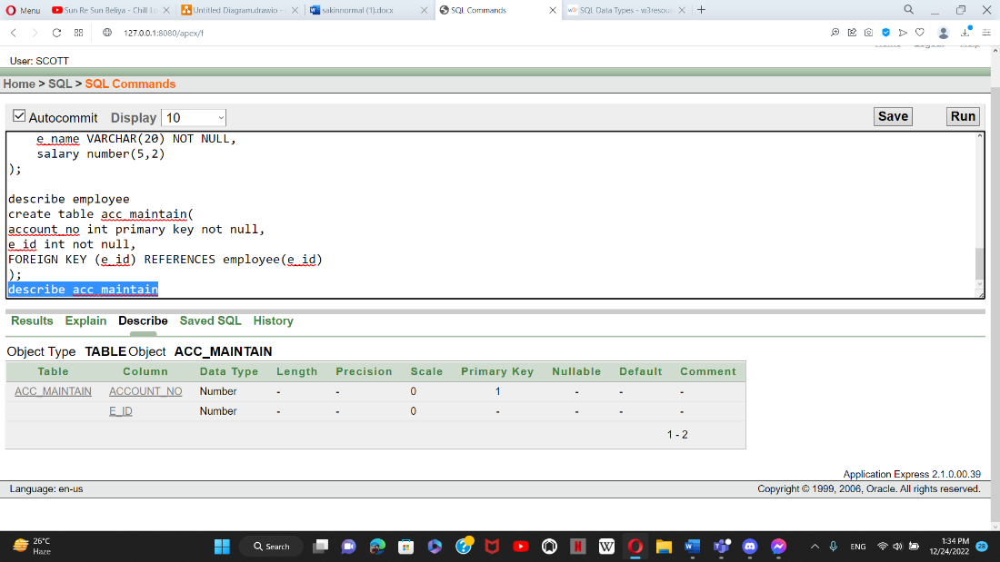 Menu
Sun Re Sun Beliya - Chill Lo
Untitled Diagram.drawio -
sakinnormal (1).docx
SQL Commands
SQL Data Types - w3resou
127.0.0.1:8080/apex/f
User: SCOTT
Home > SQL > SQL Commands
Autocommit Display 10
Save
Run
e_name VARCHAR(20) NOT NULL,
salary number(5,2)
);
describe employee
create table acc_maintain(
account_no int primary key not null,
e_id int not null,
FOREIGN KEY (e_id) REFERENCES employee(e_id)
);
describe acc_maintain
Results Explain Describe Saved SQL History
Object Type TABLE Object ACC_MAINTAIN
Table Column Data Type Length Precision Scale Primary Key Nullable Default Comment
ACC_MAINTAIN ACCOUNT_NO Number - - 0 1 - - -
E_ID Number - - 0 - - - -
1 - 2
Application Express 2.1.0.00.39
Language: en-us
Copyright © 1999, 2006, Oracle. All rights reserved.
26°C
Haze
Search
ENG
1:34 PM
12/24/2022
28